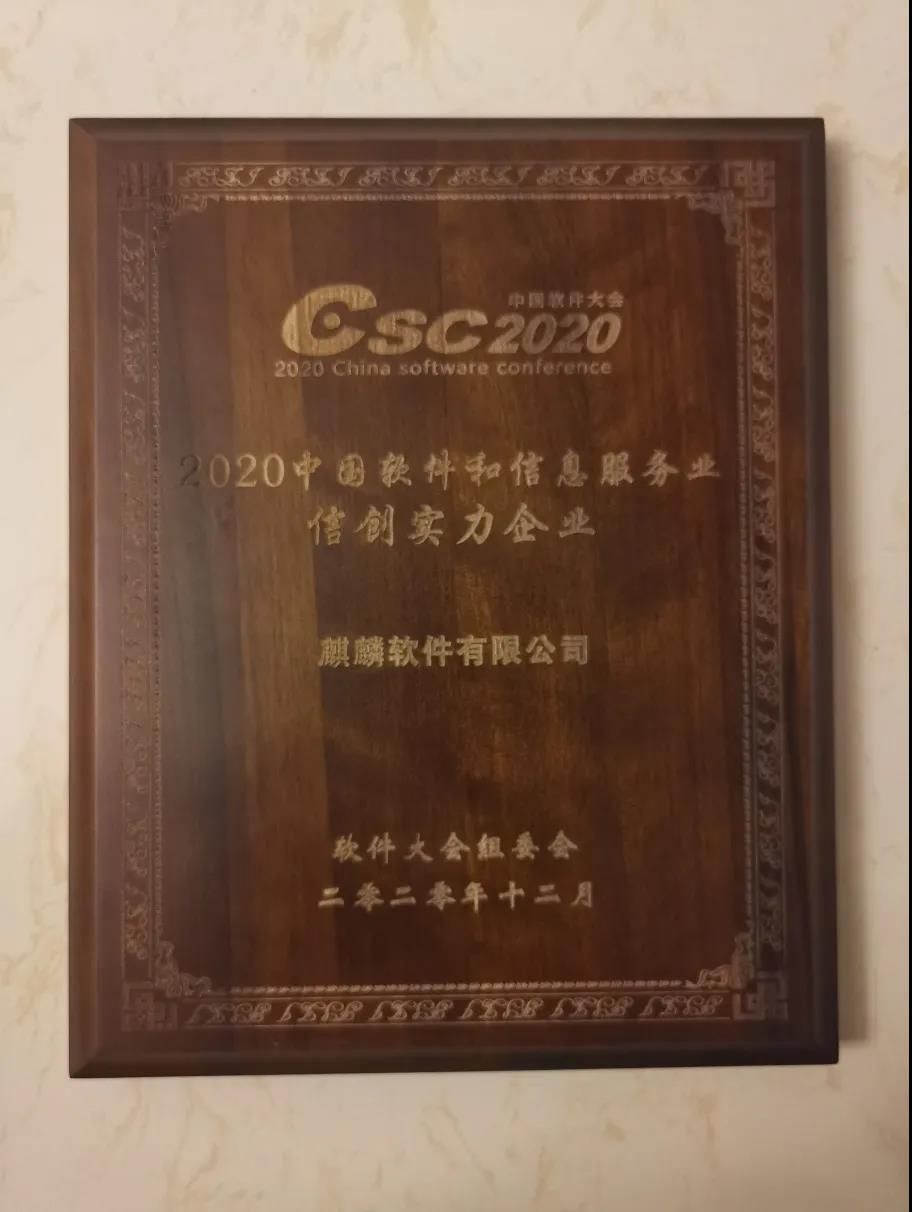 中国软件大会
CSC 2020
2020 China software conference
2020中国软件和信息服务业
信创实力企业
麒麟软件有限公司
软件大会组委会
二零二零年十二月